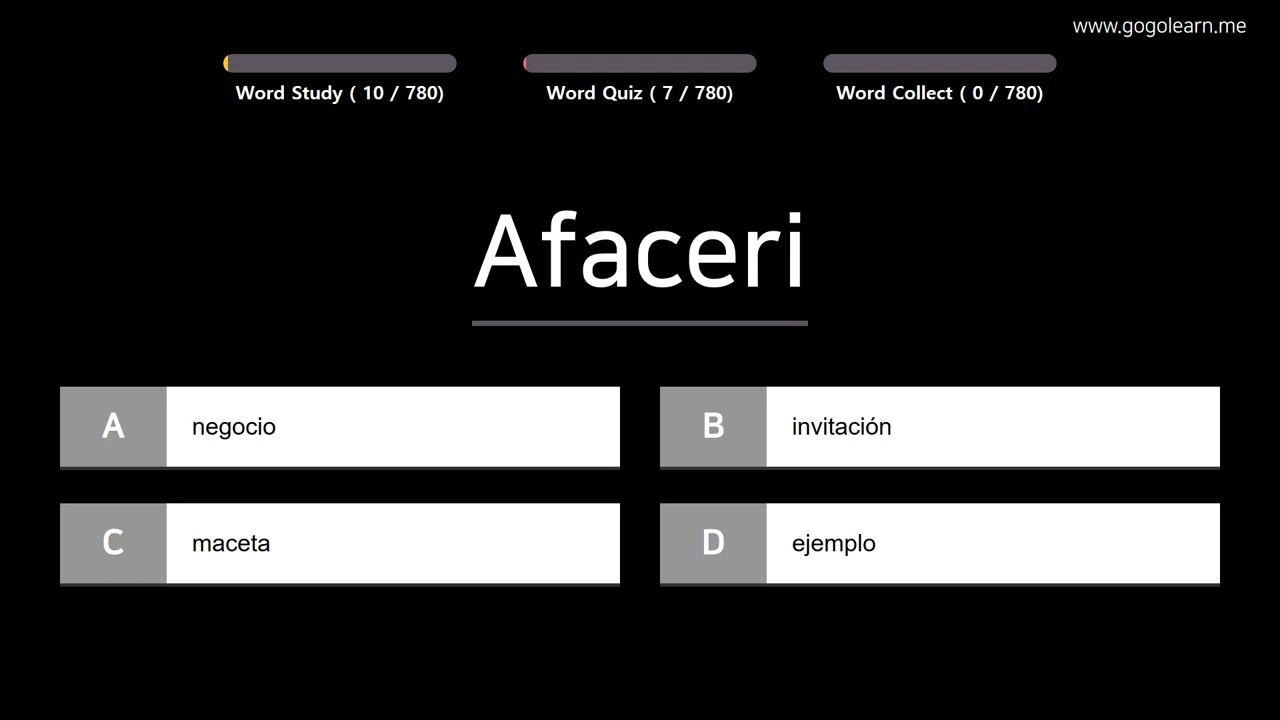 www.gogolearn.me
Word Study ( 10 / 780)
Word Quiz ( 7 / 780)
Word Collect ( 0 / 780)
Afaceri
A negocio
B invitación
C maceta
D ejemplo